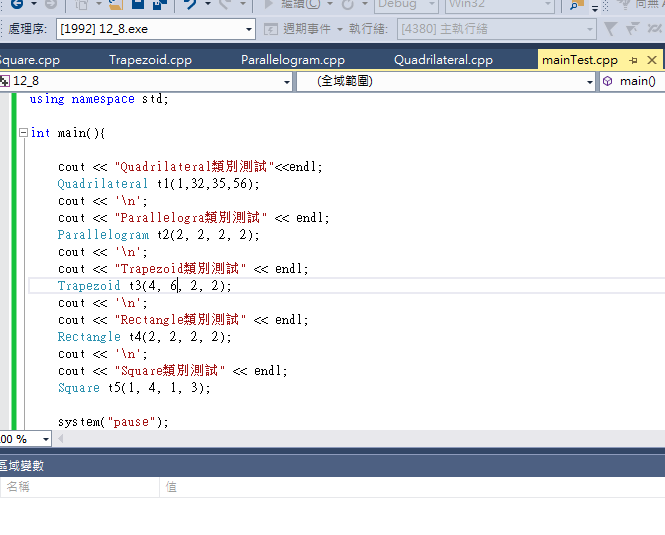 繼續(C)
Debug
Win32
向無
處理序:
[1992] 12_8.exe
週期事件
執行緒:
[4380] 主執行緒
Square.cpp
Trapezoid.cpp
Parallelogram.cpp
Quadrilateral.cpp
mainTest.cpp
12_8
(全域範圍)
main()
using namespace std;
int main(){
cout << "Quadrilateral類別測試"<<endl;
Quadrilateral t1(1,32,35,56);
cout << '\n';
cout << "Parallelogra類別測試" << endl;
Parallelogram t2(2, 2, 2, 2);
cout << '\n';
cout << "Trapezoid類別測試" << endl;
Trapezoid t3(4, 6, 2, 2);
cout << '\n';
cout << "Rectangle類別測試" << endl;
Rectangle t4(2, 2, 2, 2);
cout << '\n';
cout << "Square類別測試" << endl;
Square t5(1, 4, 1, 3);
system("pause");
00 %
區域變數
名稱
值